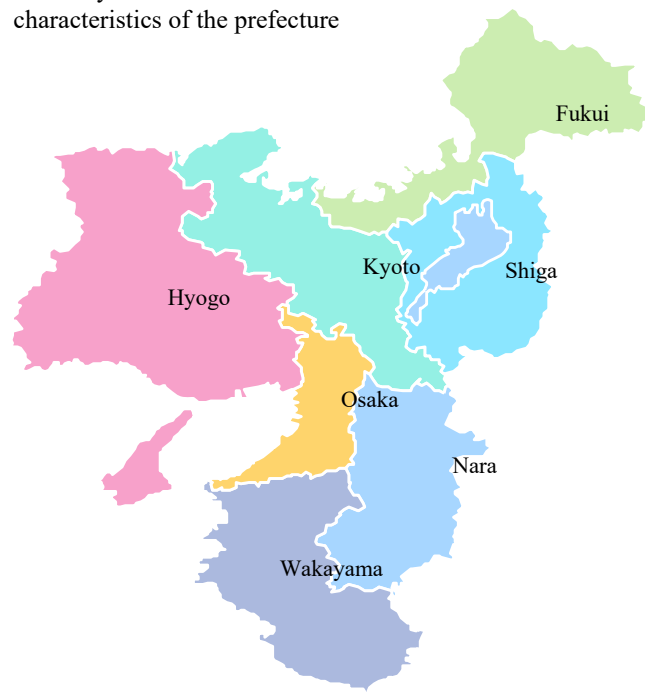 characteristics of the prefecture
Fukui
Kyoto
Shiga
Hyogo
Osaka
Nara
Wakayama